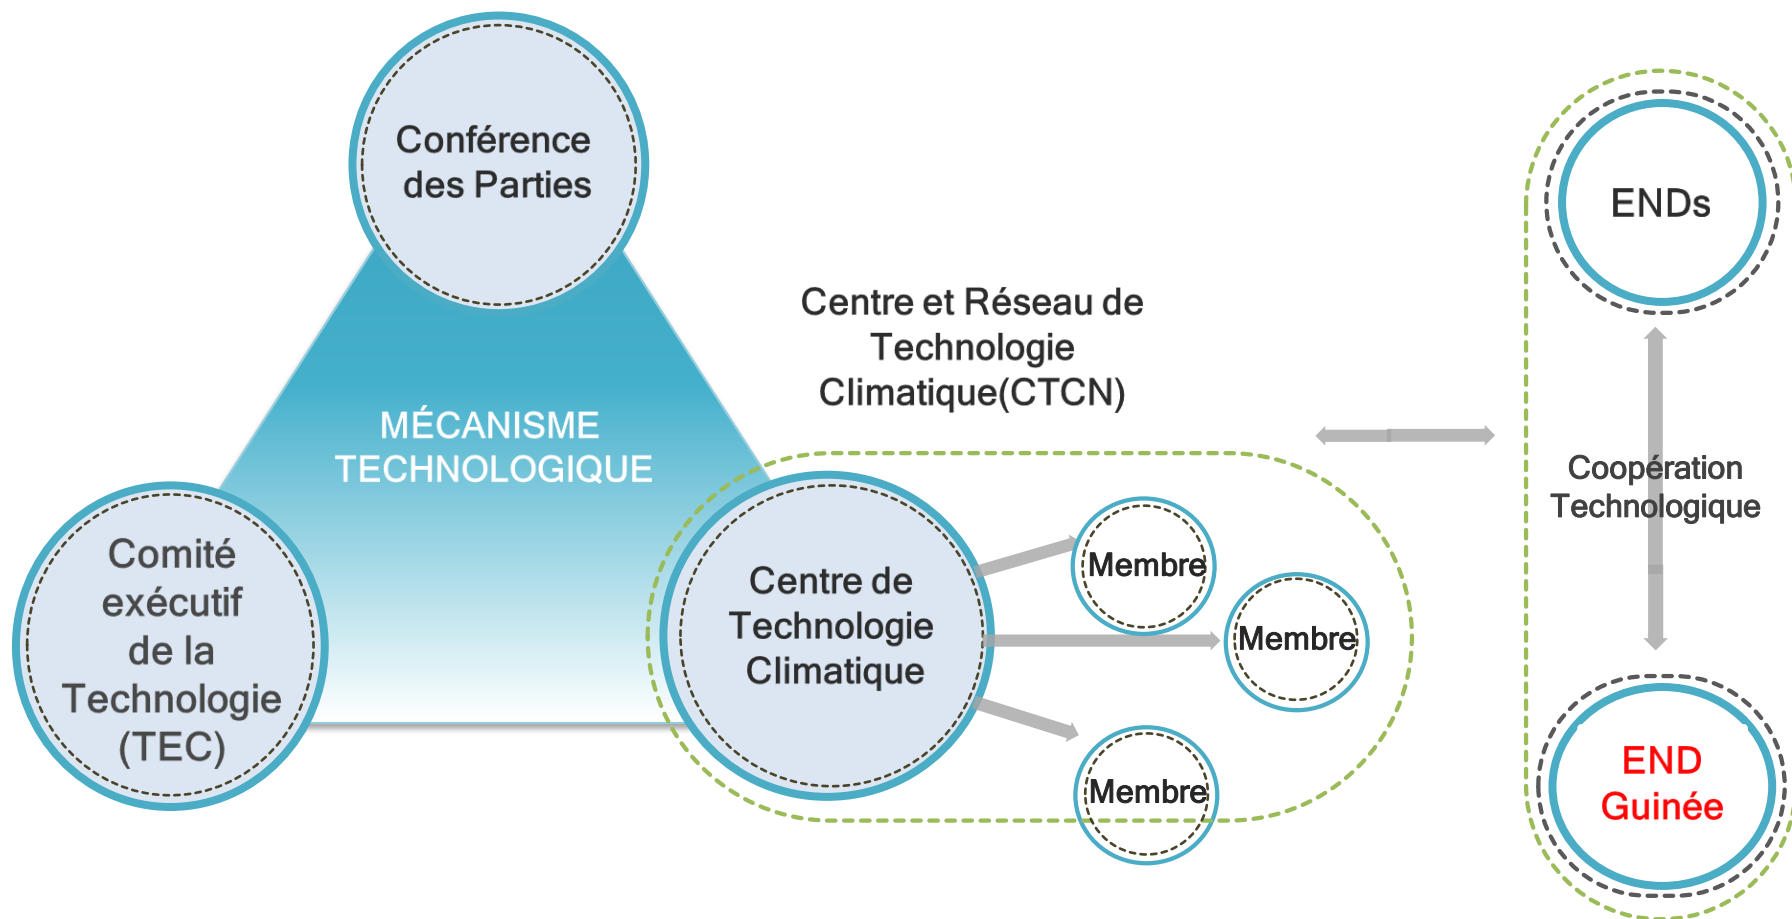 Conférence
des Parties
MÉCANISME
TECHNOLOGIQUE
Comité
exécutif
de la
Technologie
(TEC)
Centre et Réseau de
Technologie
Climatique(CTCN)
Centre de
Technologie
Climatique
Membre
Membre
Membre
ENDs
Coopération
Technologique
END
Guinée